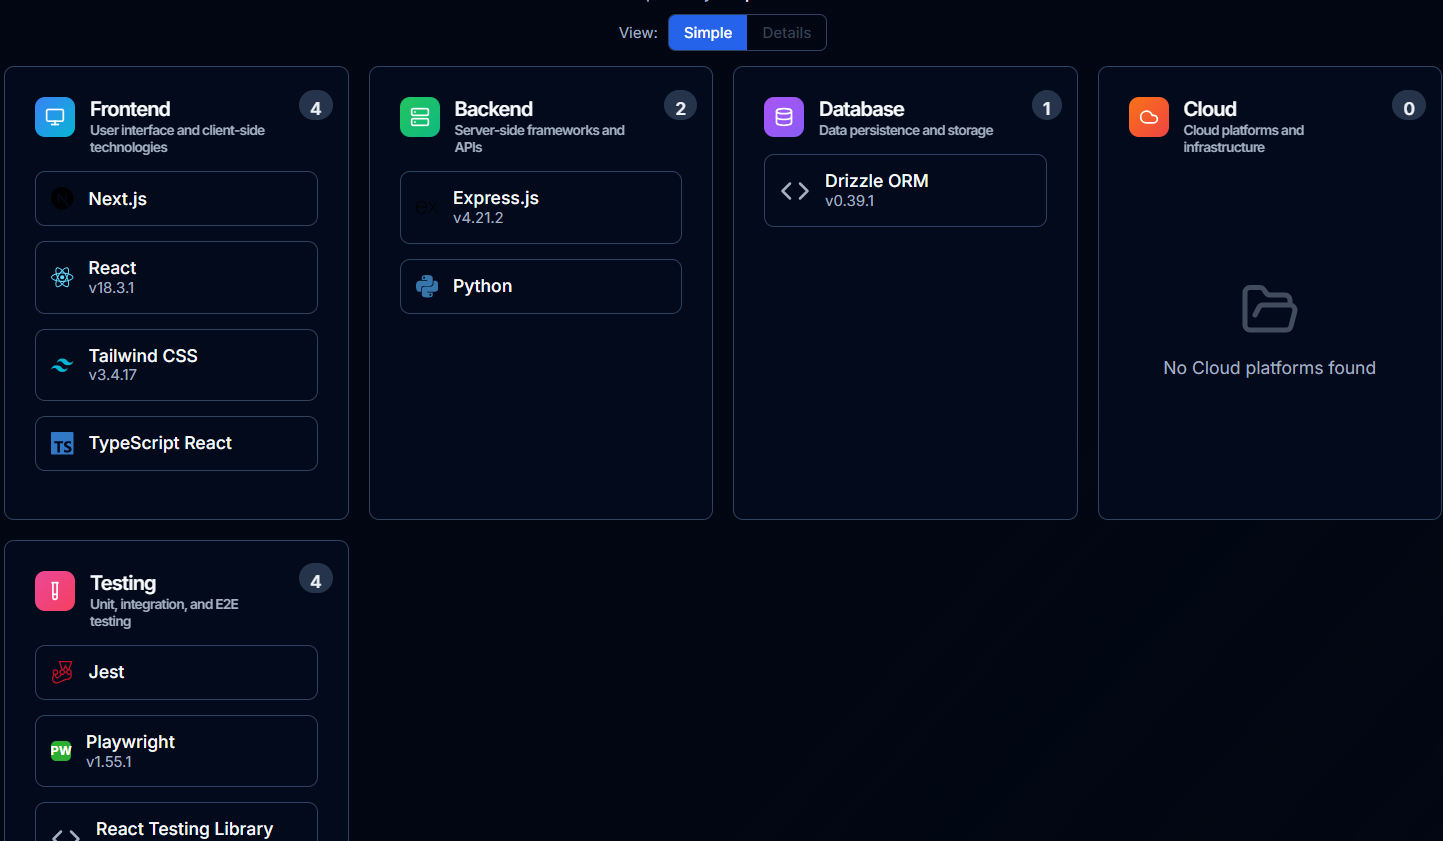 View:
Simple
Details
Frontend
4
User interface and client-side
technologies
Next.js
React
v18.3.1
Tailwind CSS
v3.4.17
TS
TypeScript React
Backend
2
Server-side frameworks and
APIs
ex
Express.js
v4.21.2
Python
Database
1
Data persistence and storage
Drizzle ORM
v0.39.1
Cloud
0
Cloud platforms and
infrastructure
No Cloud platforms found
Testing
4
Unit, integration, and E2E
testing
Jest
PW
Playwright
v1.55.1
React Testing Library